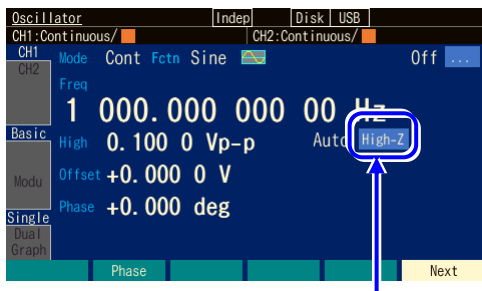 Oscillator Indep Disk USB
CH1:Continuous/ CH2:Continuous/
CH1 Mode Cont Fctn Sine Off ...
CH2
Freq
1 000.000 000 00 Hz
Basic High 0.100 0 Vp-p Auto High-Z
Modu Offset +0.000 0 V
Phase +0.000 deg
Single
Dual
Graph
Phase Next